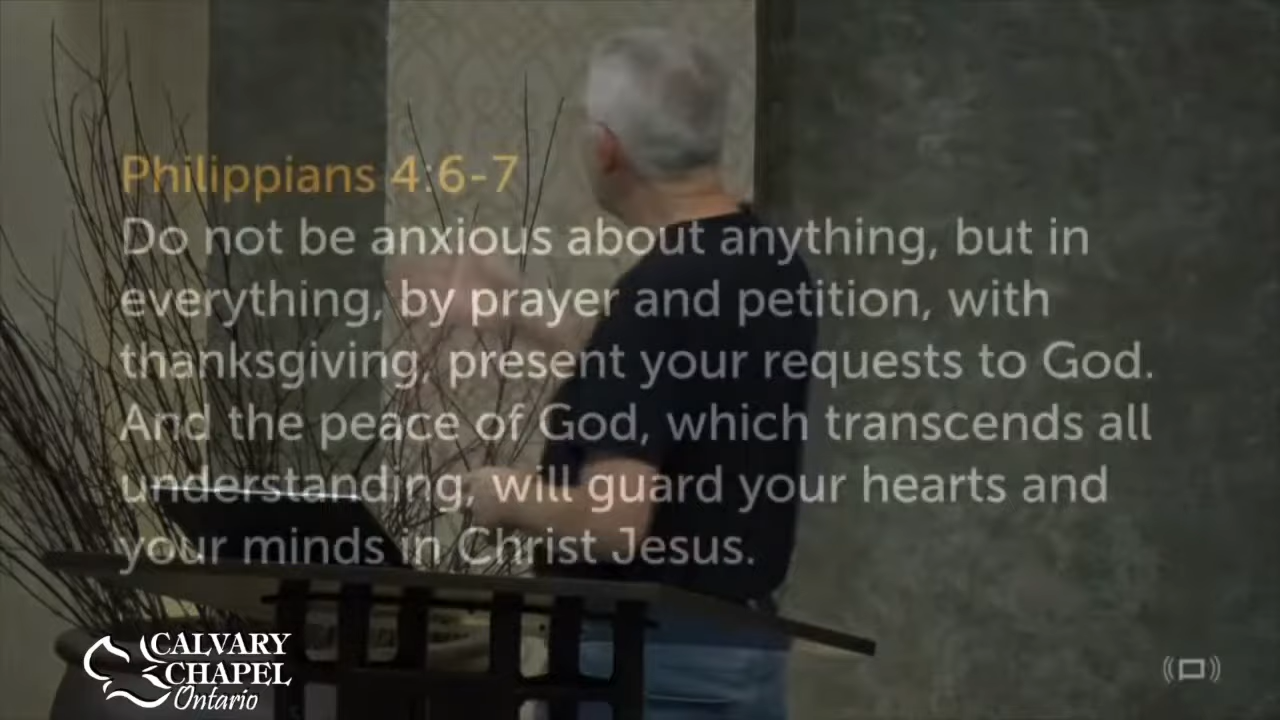 Philippians 4:6-7
Do not be anxious about anything, but in
everything, by prayer and petition, with
thanksgiving, present your requests to God.
And the peace of God, which transcends all
understanding, will guard your hearts and
your minds in Christ Jesus.
CALVARY
CHAPEL
Ontario